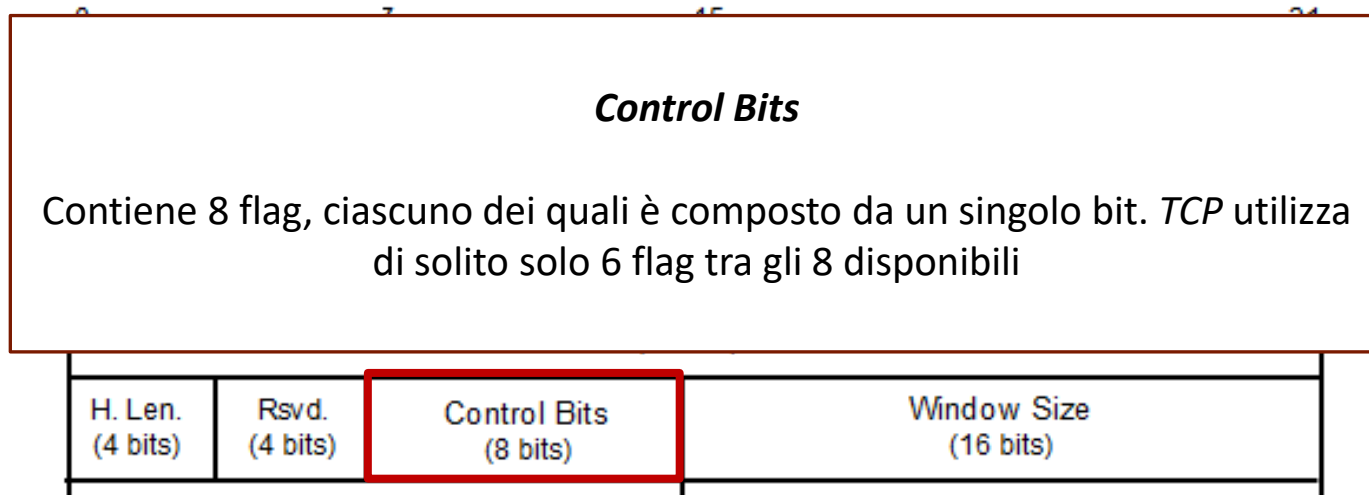 Control Bits
Contiene 8 flag, ciascuno dei quali è composto da un singolo bit. TCP utilizza
di solito solo 6 flag tra gli 8 disponibili
H. Len. Rsvd. Control Bits Window Size
(4 bits) (4 bits) (8 bits) (16 bits)